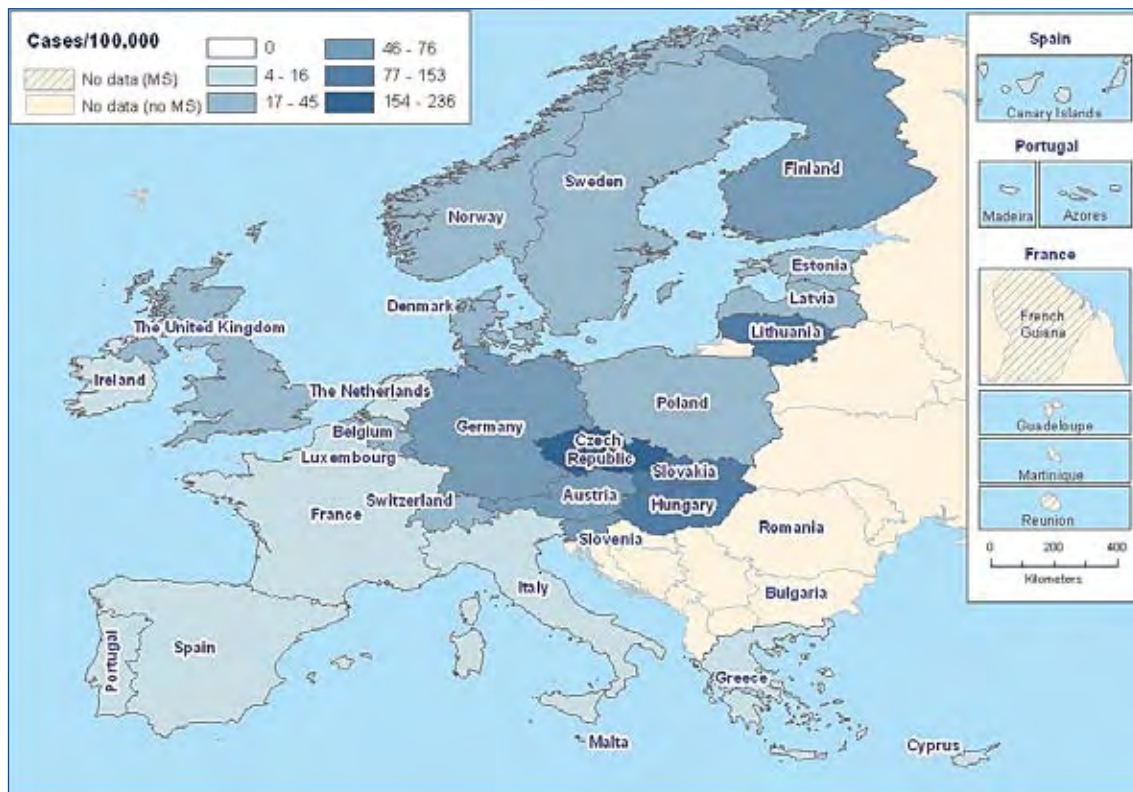 Cases/100.000
No data (MS)
No data (no MS)
0
4 - 16
17 - 45
46 - 76
77 - 153
154 - 236
Spain
Canary Islands
Portugal
Madeira
Azores
France
French
Guiana
Guadeloupe
Martinique
Reunion
0 200 400
Kilometers
Finland
Sweden
Norway
Estonia
Denmark
Latvia
The United Kingdom
Lithuania
Ireland
The Netherlands
Poland
Belgium
Germany
Czech
Republic
Luxembourg
Slovakia
Switzerland
Austria
Hungary
France
Romania
Slovenia
Italy
Bulgaria
Spain
Portugal
Greece
Malta
Cyprus